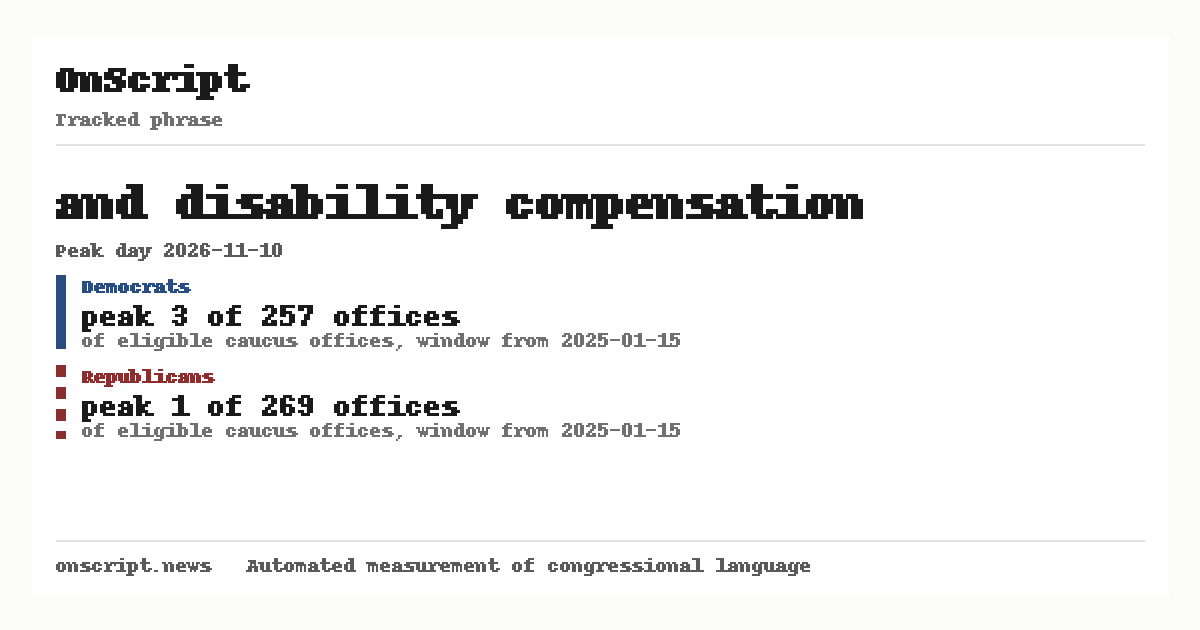 OnScript
Tracked phrase
and disability compensation
Peak day 2026-11-10
Democrats
peak 3 of 257 offices
of eligible caucus offices, window from 2025-01-15
Republicans
peak 1 of 269 offices
of eligible caucus offices, window from 2025-01-15
onscript.news Automated measurement of congressional language